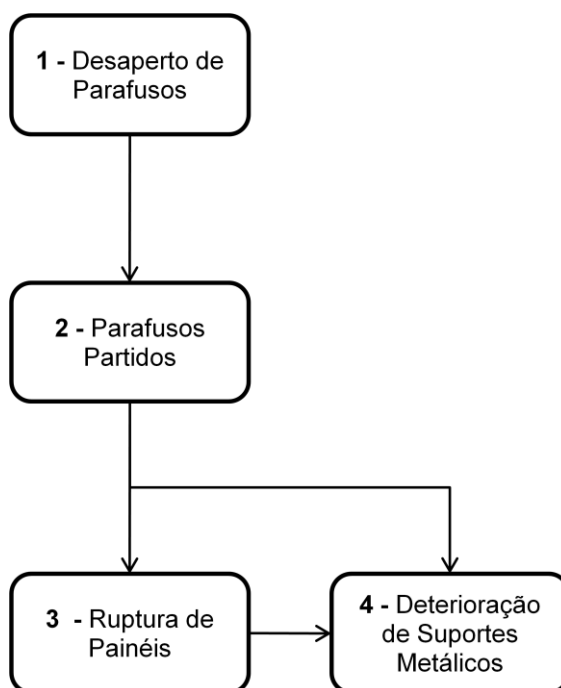 1 - Desaperto de
Parafusos
2 - Parafusos
Partidos
3 - Ruptura de
Painéis
4 - Deterioração
de Suportes
Metálicos